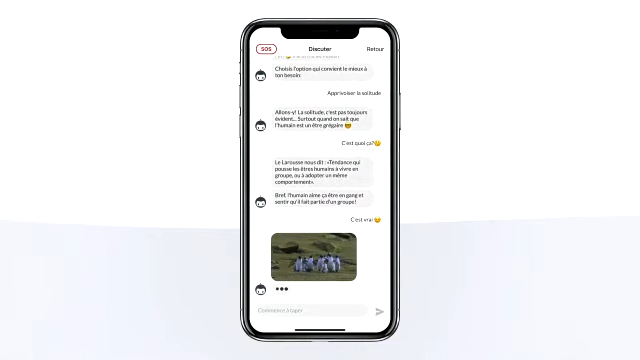 SOS Discuter Retour
Choisis l'option qui convient le mieux à
ton besoin:
Apprivoiser la solitude
Allons-y! La solitude, c'est pas toujours
évident... Surtout quand on sait que
l'humain est un être grégaire 🤓
C'est quoi ça?🤔
Le Larousse nous dit : «Tendance qui
pousse les êtres humains à vivre en
groupe, ou à adopter un même
comportement».
Bref, l'humain aime ça être en gang et
sentir qu'il fait partie d'un groupe!
C'est vrai 😉
Commence à taper ...